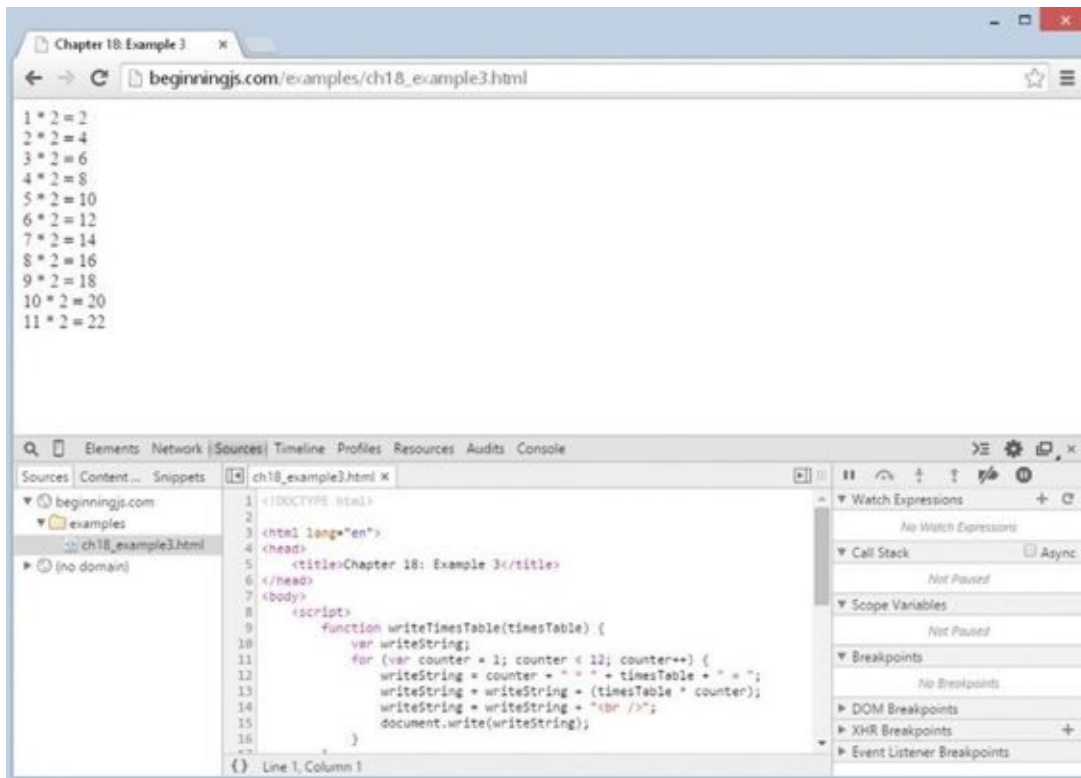 Chapter 18: Example 3
beginningjs.com/examples/ch18_example3.html
1 * 2 = 2
2 * 2 = 4
3 * 2 = 6
4 * 2 = 8
5 * 2 = 10
6 * 2 = 12
7 * 2 = 14
8 * 2 = 16
9 * 2 = 18
10 * 2 = 20
11 * 2 = 22
Elements Network Sources Timeline Profiles Resources Audits Console
Sources Content... Snippets
ch18_example3.html
beginningjs.com
examples
ch18_example3.html
(no domain)
1 <!DOCTYPE html>
2
3 <html lang="en">
4 <head>
5 <title>Chapter 18: Example 3</title>
6 </head>
7 <body>
8 <script>
9 function writeTimesTable(timesTable) {
10 var writeString;
11 for (var counter = 1; counter < 12; counter++) {
12 writeString = counter + " * " + timesTable + " = ";
13 writeString = writeString + (timesTable * counter);
14 writeString = writeString + "<br />";
15 document.write(writeString);
16 }
{} Line 1, Column 1
Watch Expressions
No Watch Expressions
Call Stack
Async
Not Paused
Scope Variables
Not Paused
Breakpoints
No Breakpoints
DOM Breakpoints
XHR Breakpoints
Event Listener Breakpoints